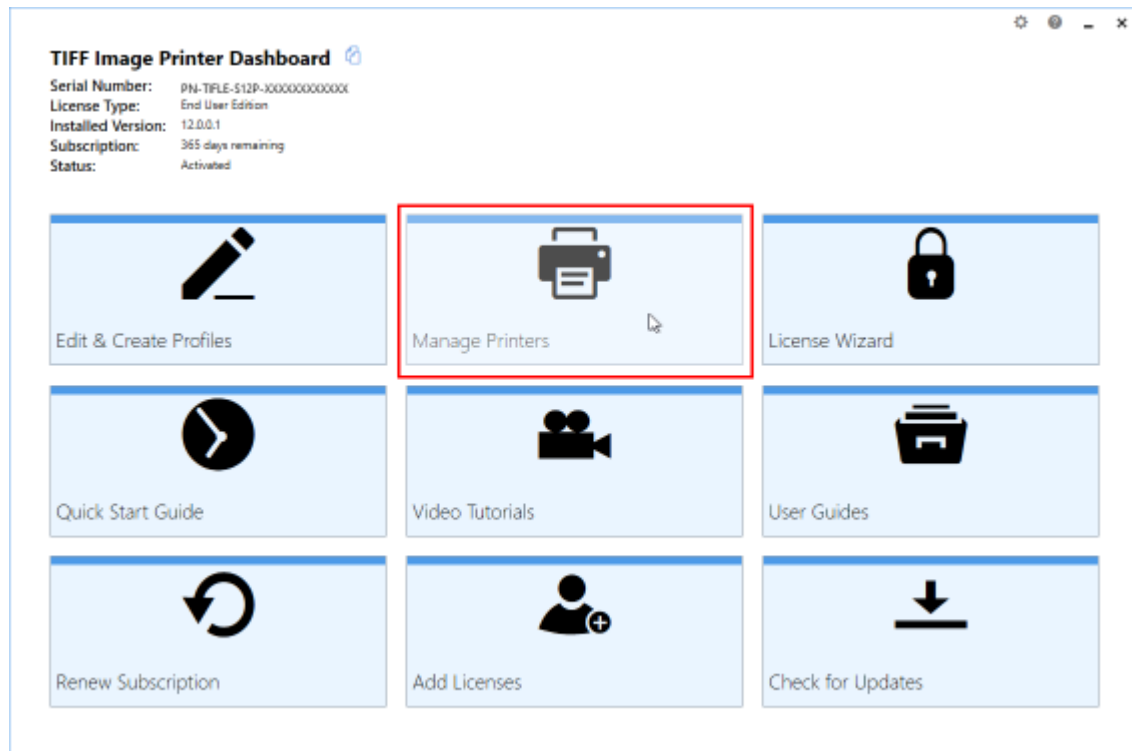 TIFF Image Printer Dashboard
Serial Number: PN-TIFLE-S12P-XXXXXXXXXXXX
License Type: End User Edition
Installed Version: 12.0.0.1
Subscription: 365 days remaining
Status: Activated
Edit & Create Profiles
Manage Printers
License Wizard
Quick Start Guide
Video Tutorials
User Guides
Renew Subscription
Add Licenses
Check for Updates